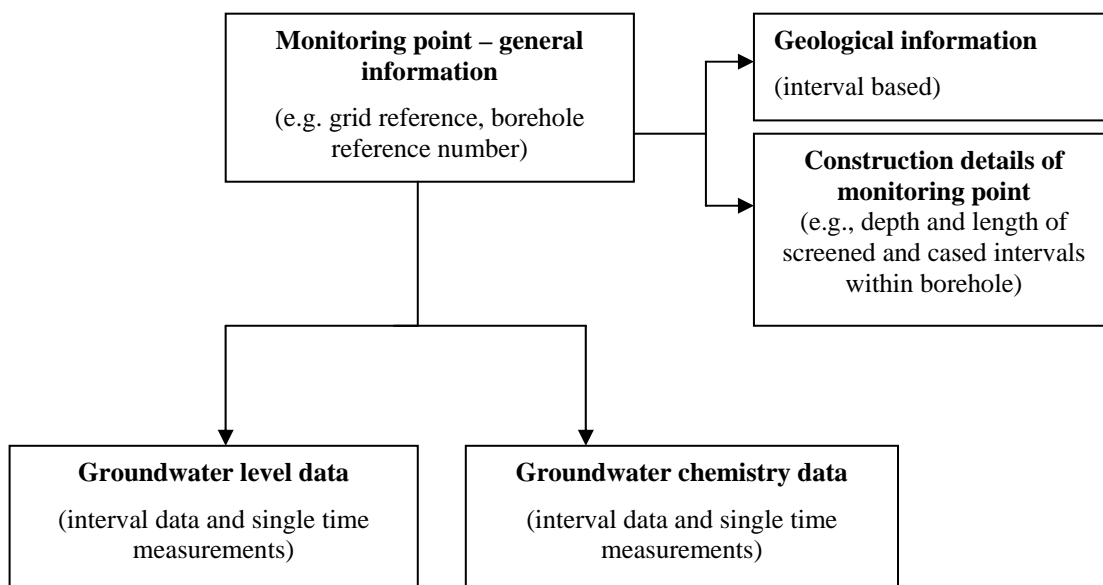 Monitoring point – general
information
(e.g. grid reference, borehole
reference number)
Geological information
(interval based)
Construction details of
monitoring point
(e.g., depth and length of
screened and cased intervals
within borehole)
Groundwater level data
(interval data and single time
measurements)
Groundwater chemistry data
(interval data and single time
measurements)